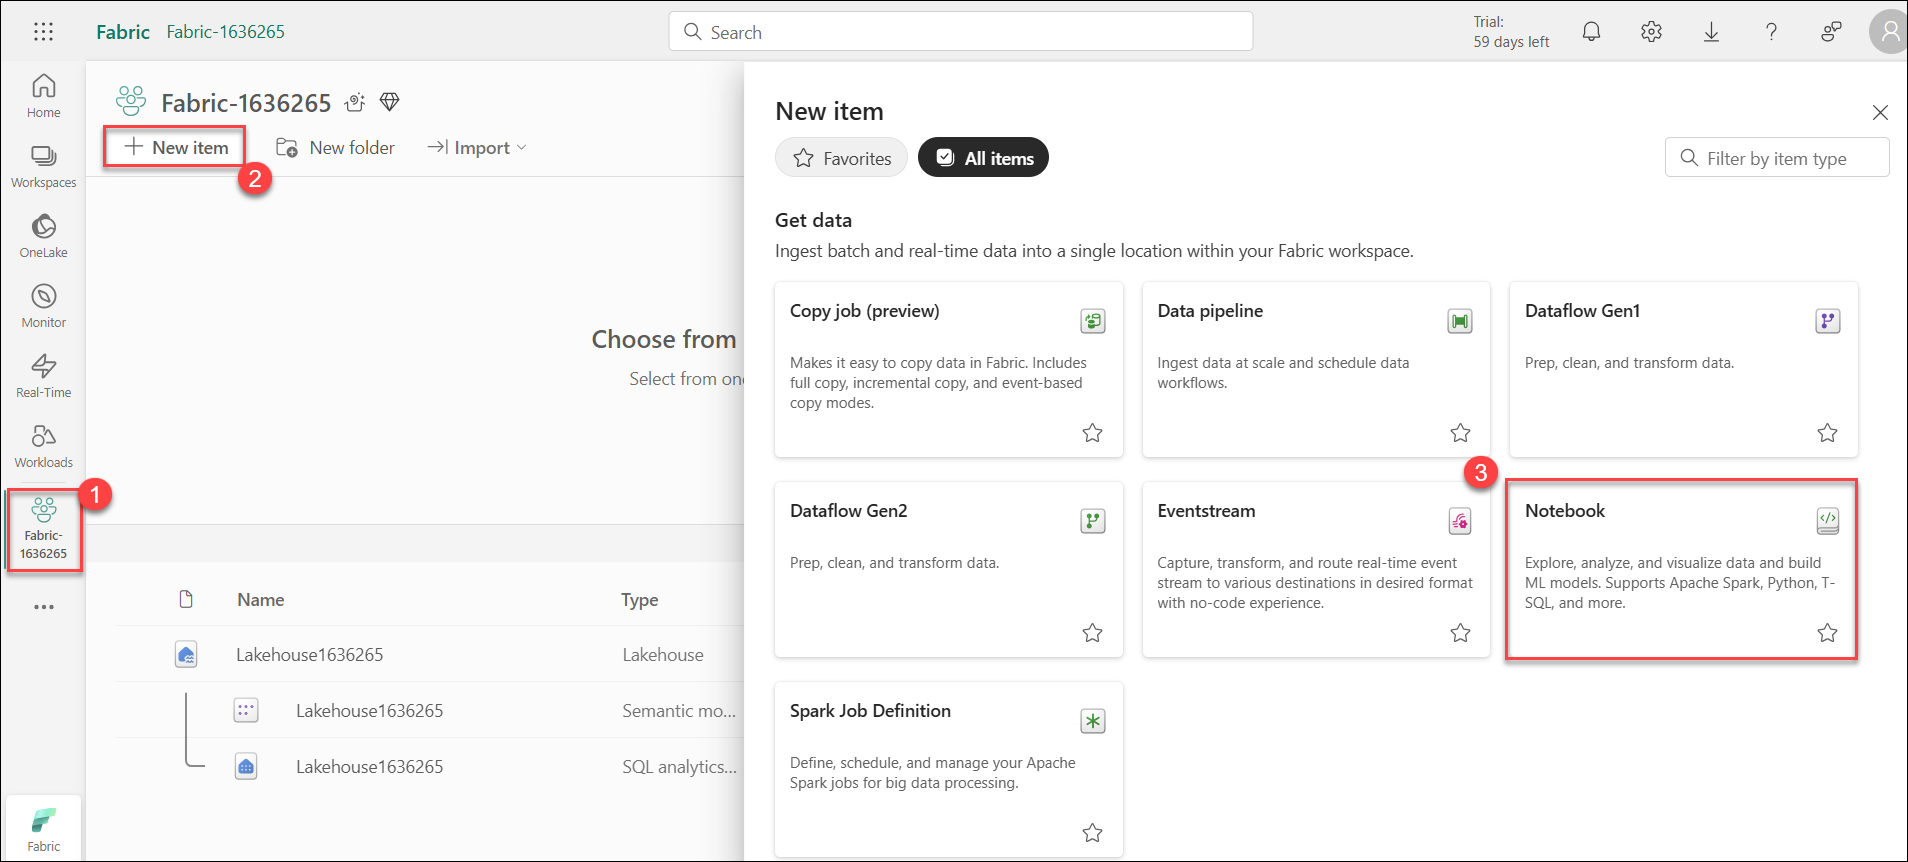 Fabric Fabric-1636265
Search
Trial:
59 days left
Home
Workspaces
OneLake
Monitor
Real-Time
Workloads
1
Fabric-
1636265
Fabric
Fabric-1636265
New item
2
New folder
Import
Choose from
Select from one
Name Type
Lakehouse1636265 Lakehouse
Lakehouse1636265 Semantic mo...
Lakehouse1636265 SQL analytics...
New item
Favorites
All items
Filter by item type
Get data
Ingest batch and real-time data into a single location within your Fabric workspace.
Copy job (preview)
Makes it easy to copy data in Fabric. Includes
full copy, incremental copy, and event-based
copy modes.
Data pipeline
Ingest data at scale and schedule data
workflows.
Dataflow Gen1
Prep, clean, and transform data.
Dataflow Gen2
Prep, clean, and transform data.
Eventstream
Capture, transform, and route real-time event
stream to various destinations in desired format
with no-code experience.
3
Notebook
Explore, analyze, and visualize data and build
ML models. Supports Apache Spark, Python, T-
SQL, and more.
Spark Job Definition
Define, schedule, and manage your Apache
Spark jobs for big data processing.